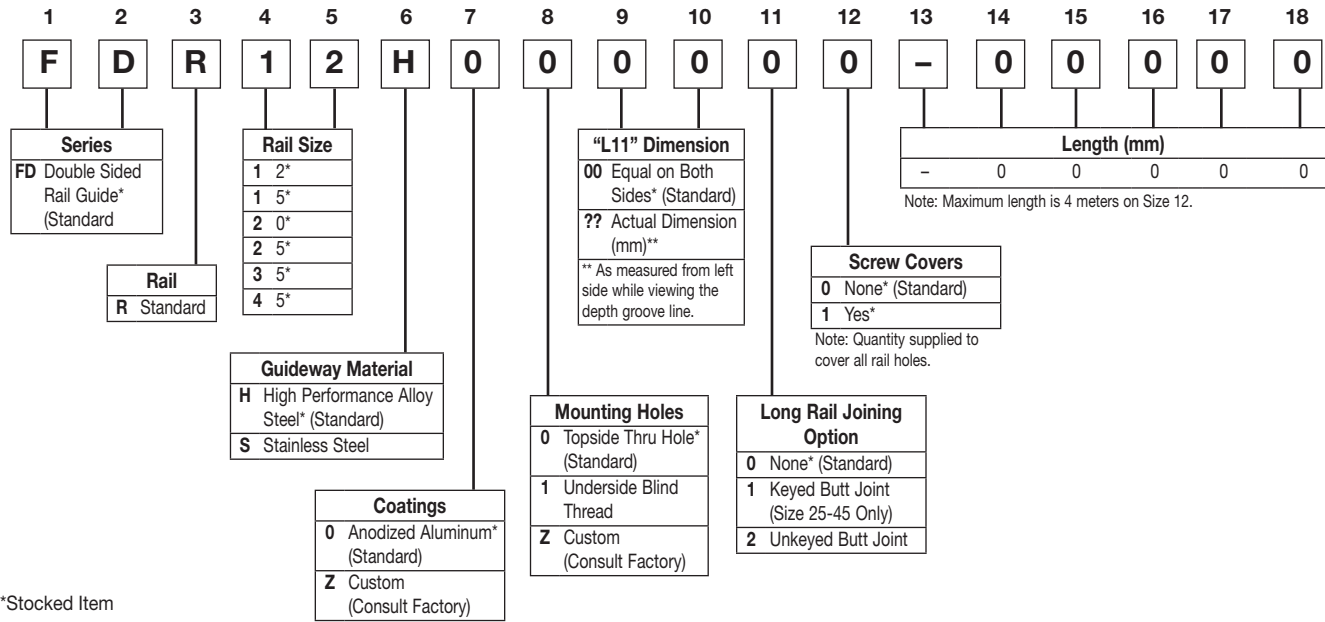 1 2 3 4 5 6 7 8 9 10 11 12 13 14 15 16 17 18
F D R 1 2 H 0 0 0 0 0 0 – 0 0 0 0 0
Series
FD Double Sided
Rail Guide*
(Standard
Rail
R Standard
Rail Size
1 2*
1 5*
2 0*
2 5*
3 5*
4 5*
Guideway Material
H High Performance Alloy
Steel* (Standard)
S Stainless Steel
Coatings
0 Anodized Aluminum*
(Standard)
Z Custom
(Consult Factory)
Mounting Holes
0 Topside Thru Hole*
(Standard)
1 Underside Blind
Thread
Z Custom
(Consult Factory)
"L11" Dimension
00 Equal on Both
Sides* (Standard)
?? Actual Dimension
(mm)**
** As measured from left
side while viewing the
depth groove line.
Long Rail Joining
Option
0 None* (Standard)
1 Keyed Butt Joint
(Size 25-45 Only)
2 Unkeyed Butt Joint
Screw Covers
0 None* (Standard)
1 Yes*
Note: Quantity supplied to
cover all rail holes.
Length (mm)
– 0 0 0 0 0
Note: Maximum length is 4 meters on Size 12.
*Stocked Item